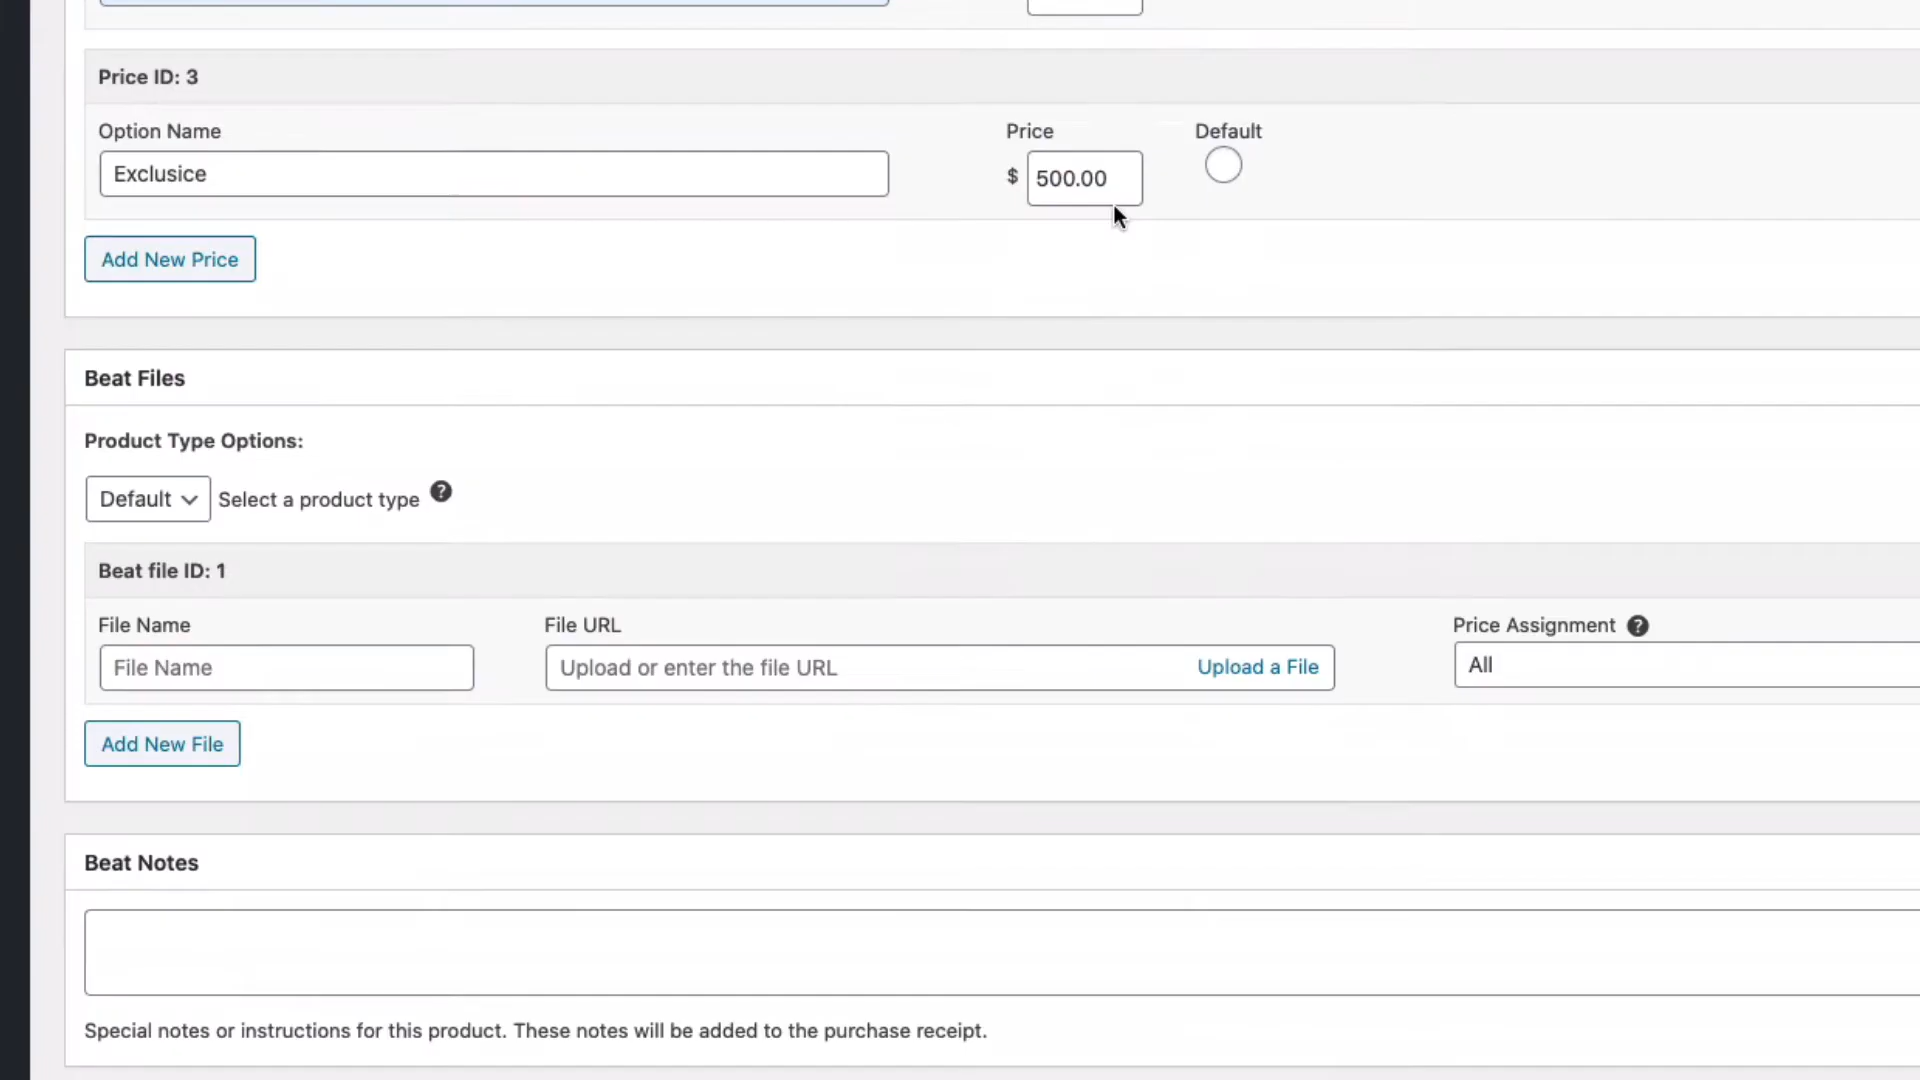 Price ID: 3
Option Name
Price
Default
Exclusice
$ 500.00
Add New Price
Beat Files
Product Type Options:
Default Select a product type ?
Beat file ID: 1
File Name
File URL
Price Assignment ?
File Name
Upload or enter the file URL
Upload a File
All
Add New File
Beat Notes
Special notes or instructions for this product. These notes will be added to the purchase receipt.